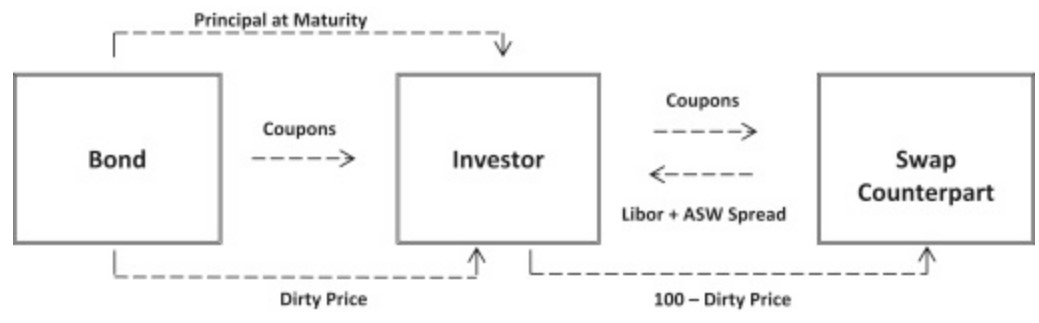 Principal at Maturity
Bond
Coupons
Investor
Coupons
Libor + ASW Spread
Swap
Counterpart
Dirty Price
100 – Dirty Price